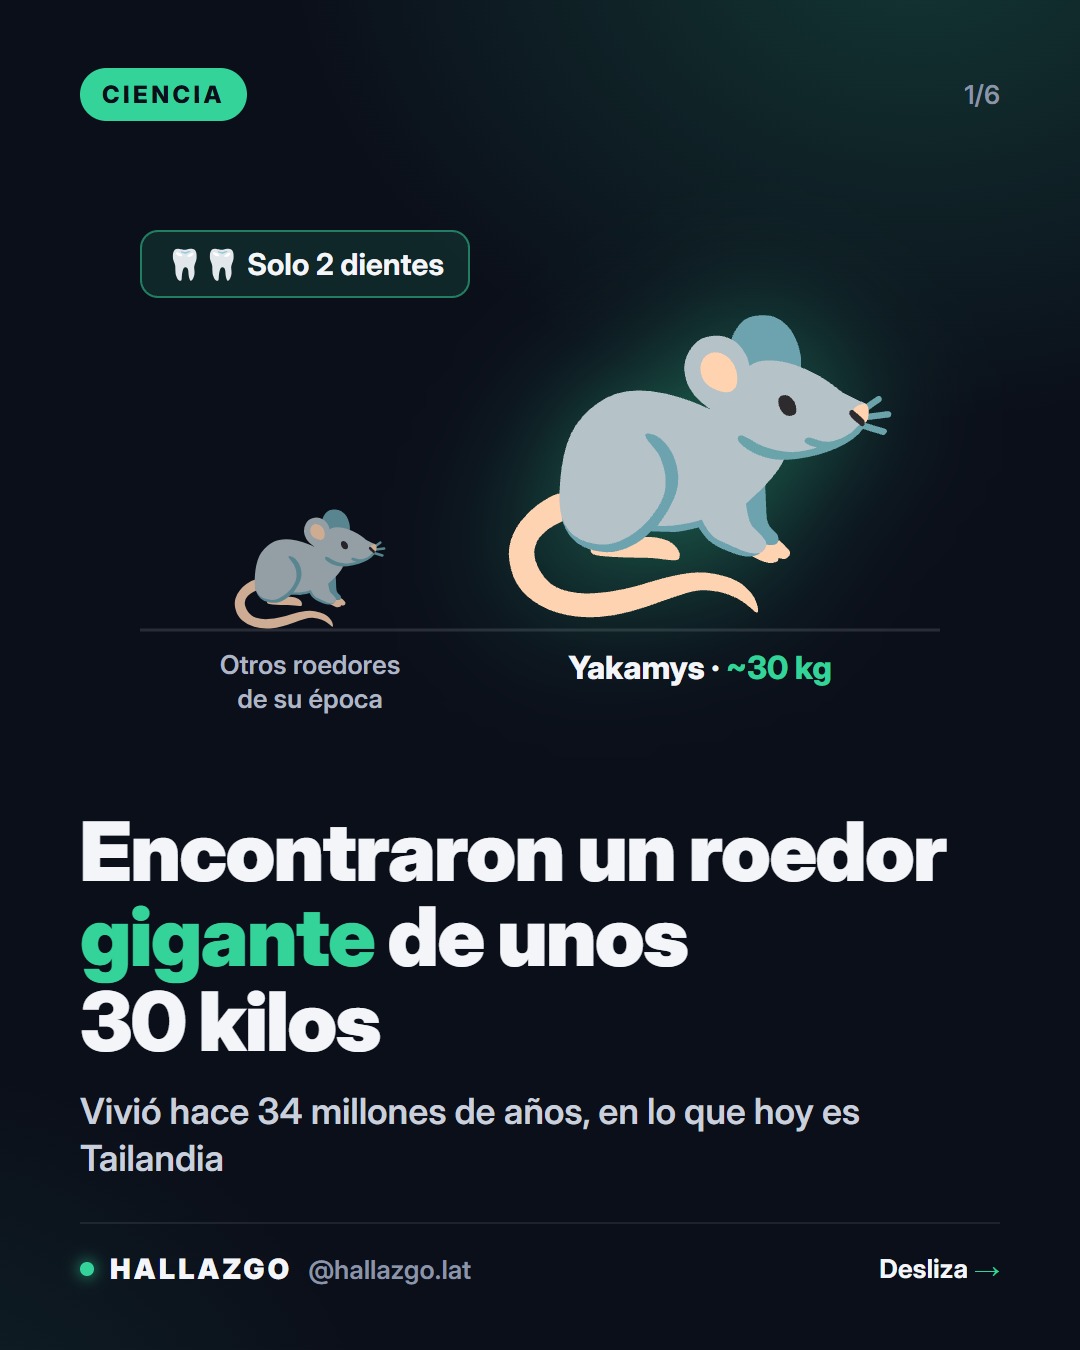 CIENCIA
1/6
🦷🦷 Solo 2 dientes
Otros roedores
de su época
Yakamys · ~30 kg
Encontraron un roedor
gigante de unos
30 kilos
Vivió hace 34 millones de años, en lo que hoy es
Tailandia
HALLAZGO @hallazgo.lat
Desliza →